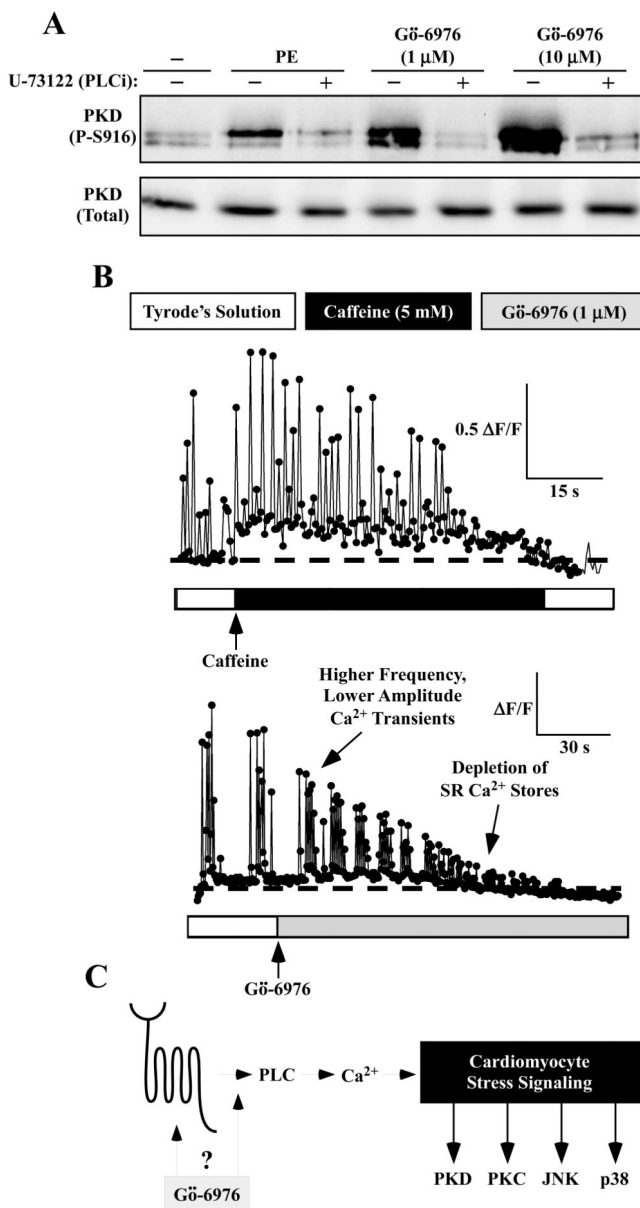 A
Gö-6976 Gö-6976
– PE (1 μM) (10 μM)
U-73122 (PLCi): – – + – + – +
PKD
(P-S916)
PKD
(Total)
B
Tyrode's Solution Caffeine (5 mM) Gö-6976 (1 μM)
0.5 ΔF/F
15 s
Caffeine
Higher Frequency,
Lower Amplitude
Ca²⁺ Transients
ΔF/F
30 s
Depletion of
SR Ca²⁺ Stores
Gö-6976
C
Cardiomyocyte
Stress Signaling
PLC Ca²⁺
?
Gö-6976
PKD PKC JNK p38